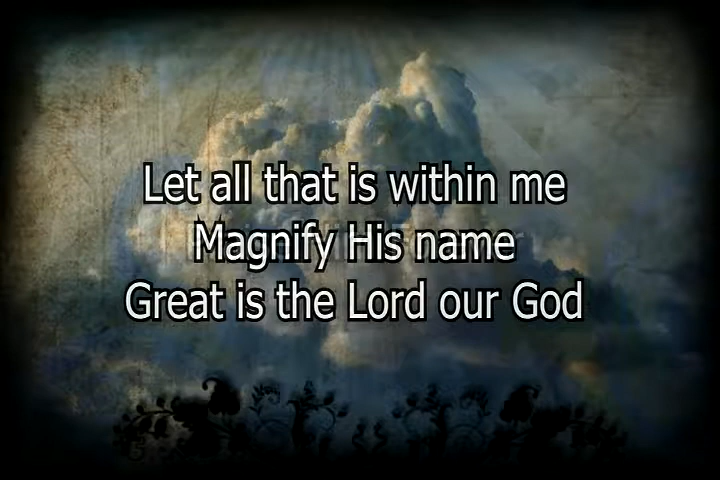 Let all that is within me
Magnify His name
Great is the Lord our God